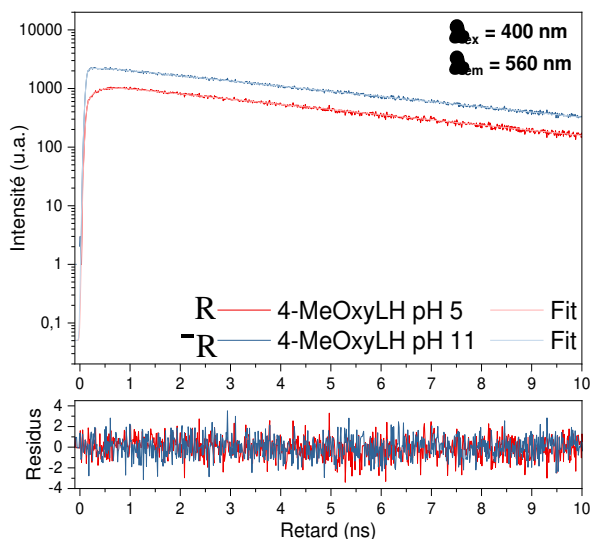 ex = 400 nm
em = 560 nm
10000
1000
100
10
1
0,1
Intensité (u.a.)
R 4-MeOxyLH pH 5 Fit
⁻R 4-MeOxyLH pH 11 Fit
0 1 2 3 4 5 6 7 8 9 10
4
2
0
-2
-4
Residus
0 1 2 3 4 5 6 7 8 9 10
Retard (ns)